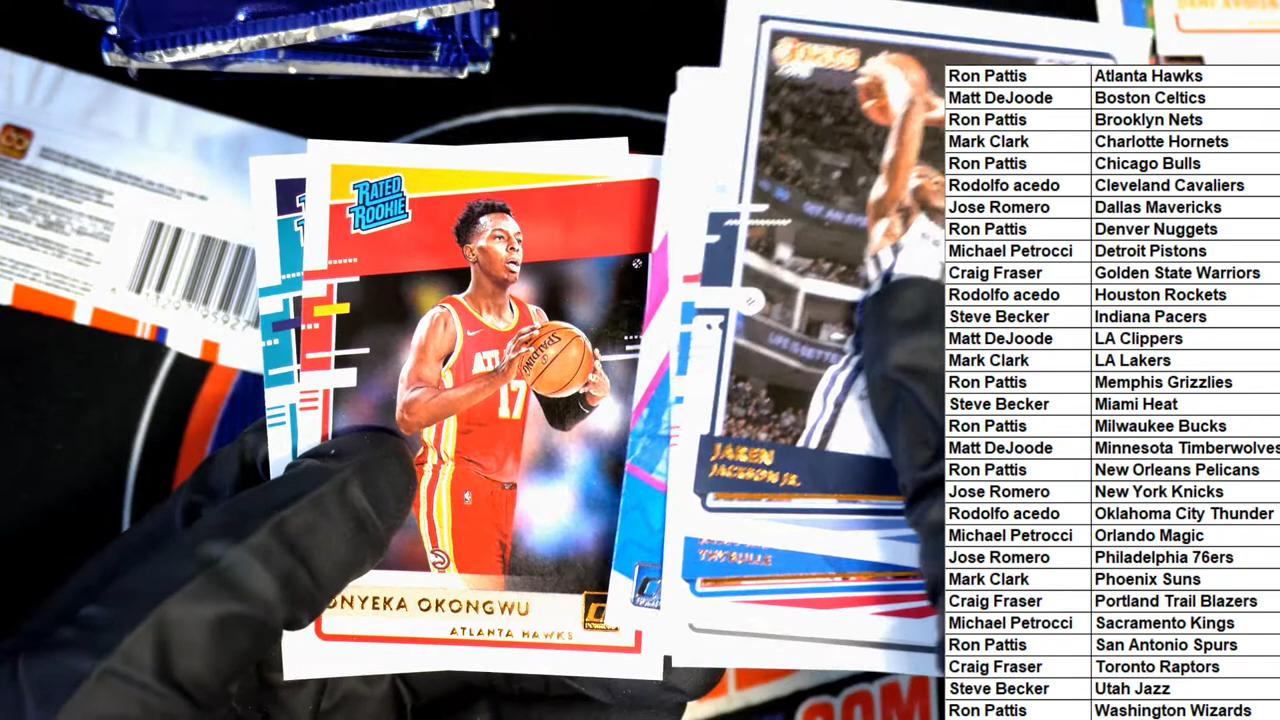 RATED
ROOKIE
ATL
17
SPALDING
ONYEKA OKONGWU
ATLANTA HAWKS
DONRUSS
JAREN
JACKSON JR.
THYBULLE
.COM
Ron Pattis Atlanta Hawks
Matt DeJoode Boston Celtics
Ron Pattis Brooklyn Nets
Mark Clark Charlotte Hornets
Ron Pattis Chicago Bulls
Rodolfo acedo Cleveland Cavaliers
Jose Romero Dallas Mavericks
Ron Pattis Denver Nuggets
Michael Petrocci Detroit Pistons
Craig Fraser Golden State Warriors
Rodolfo acedo Houston Rockets
Steve Becker Indiana Pacers
Matt DeJoode LA Clippers
Mark Clark LA Lakers
Ron Pattis Memphis Grizzlies
Steve Becker Miami Heat
Ron Pattis Milwaukee Bucks
Matt DeJoode Minnesota Timberwolves
Ron Pattis New Orleans Pelicans
Jose Romero New York Knicks
Rodolfo acedo Oklahoma City Thunder
Michael Petrocci Orlando Magic
Jose Romero Philadelphia 76ers
Mark Clark Phoenix Suns
Craig Fraser Portland Trail Blazers
Michael Petrocci Sacramento Kings
Ron Pattis San Antonio Spurs
Craig Fraser Toronto Raptors
Steve Becker Utah Jazz
Ron Pattis Washington Wizards